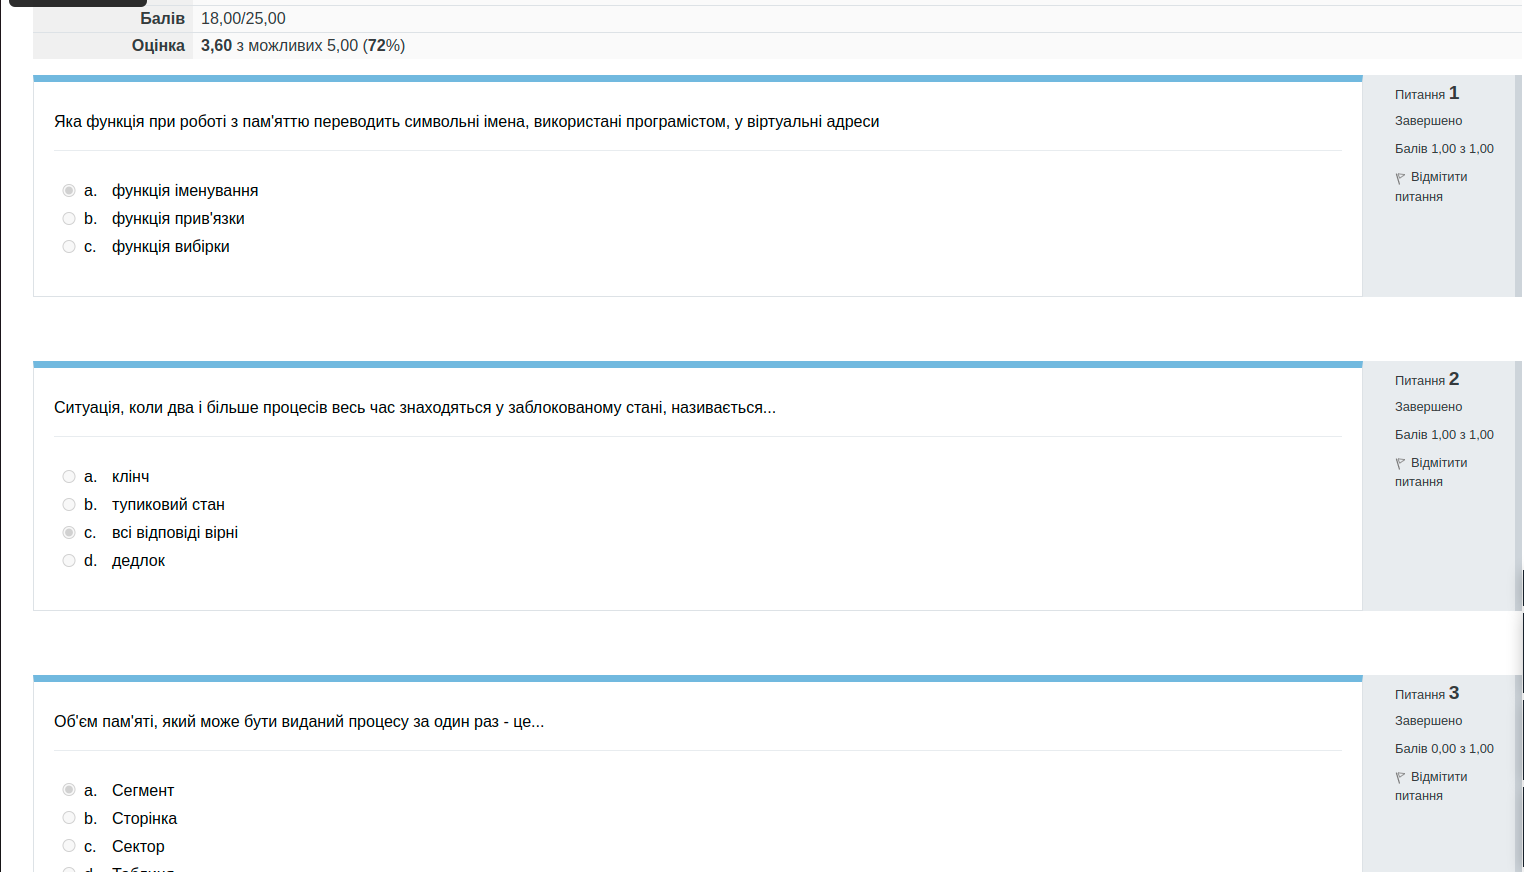 Балів 18,00/25,00
Оцінка 3,60 з можливих 5,00 (72%)
Яка функція при роботі з пам'яттю переводить символьні імена, використані програмістом, у віртуальні адреси
a. функція іменування
b. функція прив'язки
c. функція вибірки
Питання 1
Завершено
Балів 1,00 з 1,00
Відмітити
питання
Ситуація, коли два і більше процесів весь час знаходяться у заблокованому стані, називається...
a. клінч
b. тупиковий стан
c. всі відповіді вірні
d. дедлок
Питання 2
Завершено
Балів 1,00 з 1,00
Відмітити
питання
Об'єм пам'яті, який може бути виданий процесу за один раз - це...
a. Сегмент
b. Сторінка
c. Сектор
Питання 3
Завершено
Балів 0,00 з 1,00
Відмітити
питання